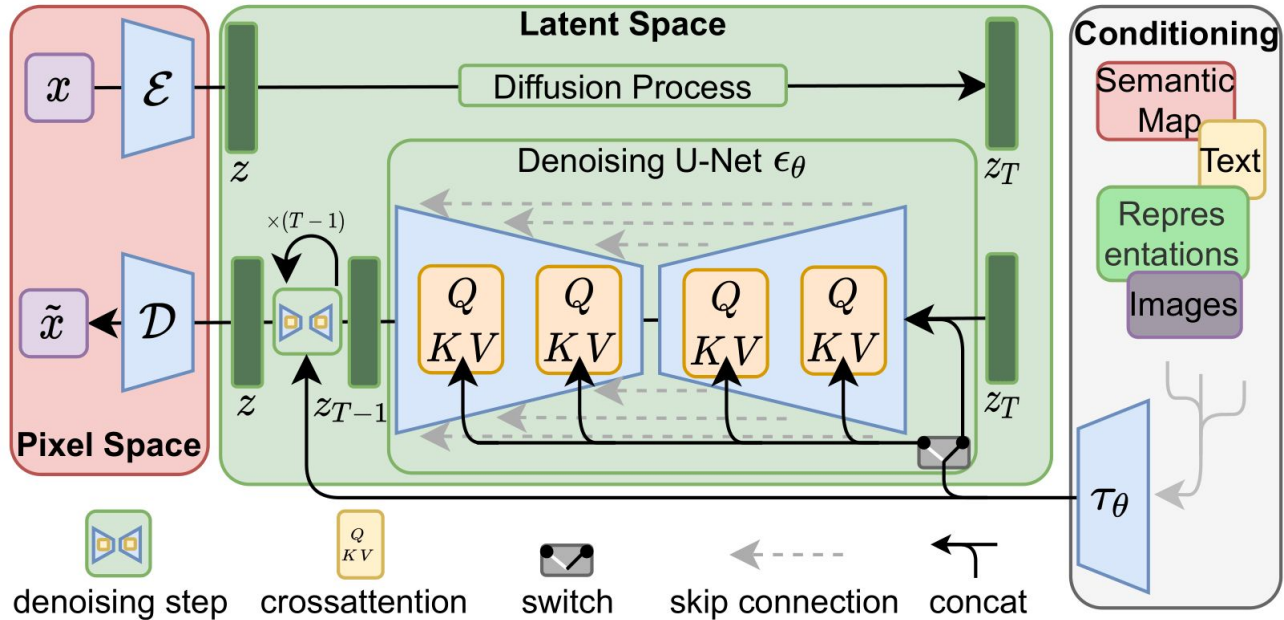 Latent Space
Conditioning
x
ℰ
Diffusion Process
Semantic
Map
z
Denoising U-Net ϵ_θ
z_T
Text
×(T − 1)
Repres
entations
Images
x̃
𝒟
Q
KV
Q
KV
Q
KV
Q
KV
z
z_{T−1}
z_T
Pixel Space
τ_θ
Q
KV
denoising step
crossattention
switch
skip connection
concat